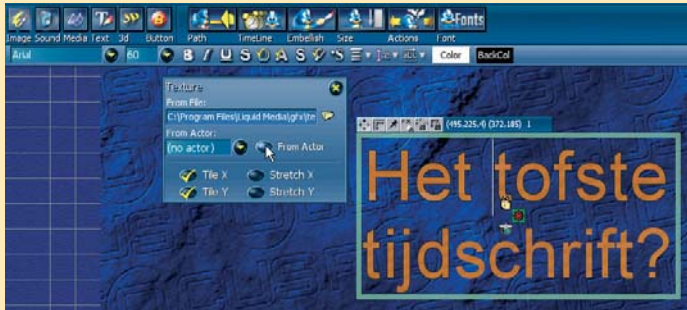 Fonts
Image Sound Media Text 3d Button Path TimeLine Embellish Size Actions Font
Arial 60 B I U S A S S Color BackCol
Texture
From File:
C:\Program Files\Liquid Media\gfx\te
From Actor:
(no actor) From Actor
Tile X Stretch X
Tile Y Stretch Y
(495.225,4) (372.185) 1
Het tofste
tijdschrift?